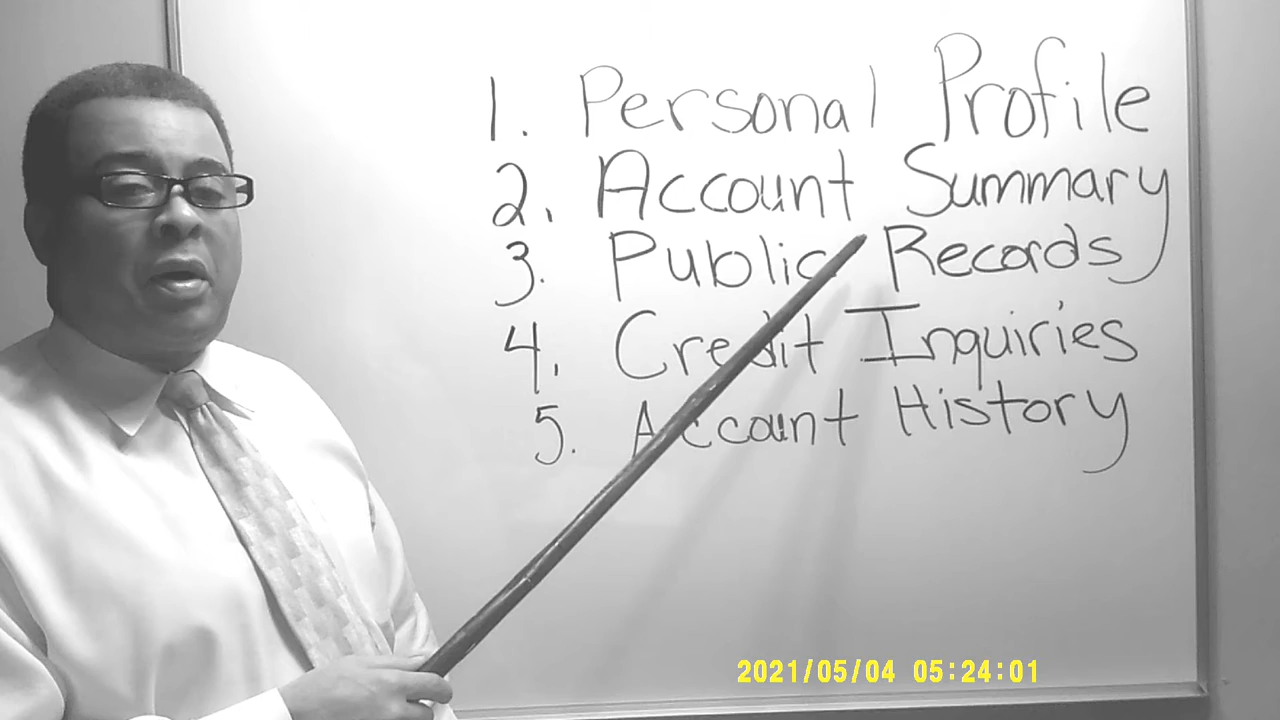 1. Personal Profile
2. Account Summary
3. Public Records
4. Credit Inquiries
5. Account History
2021/05/04 05:24:01